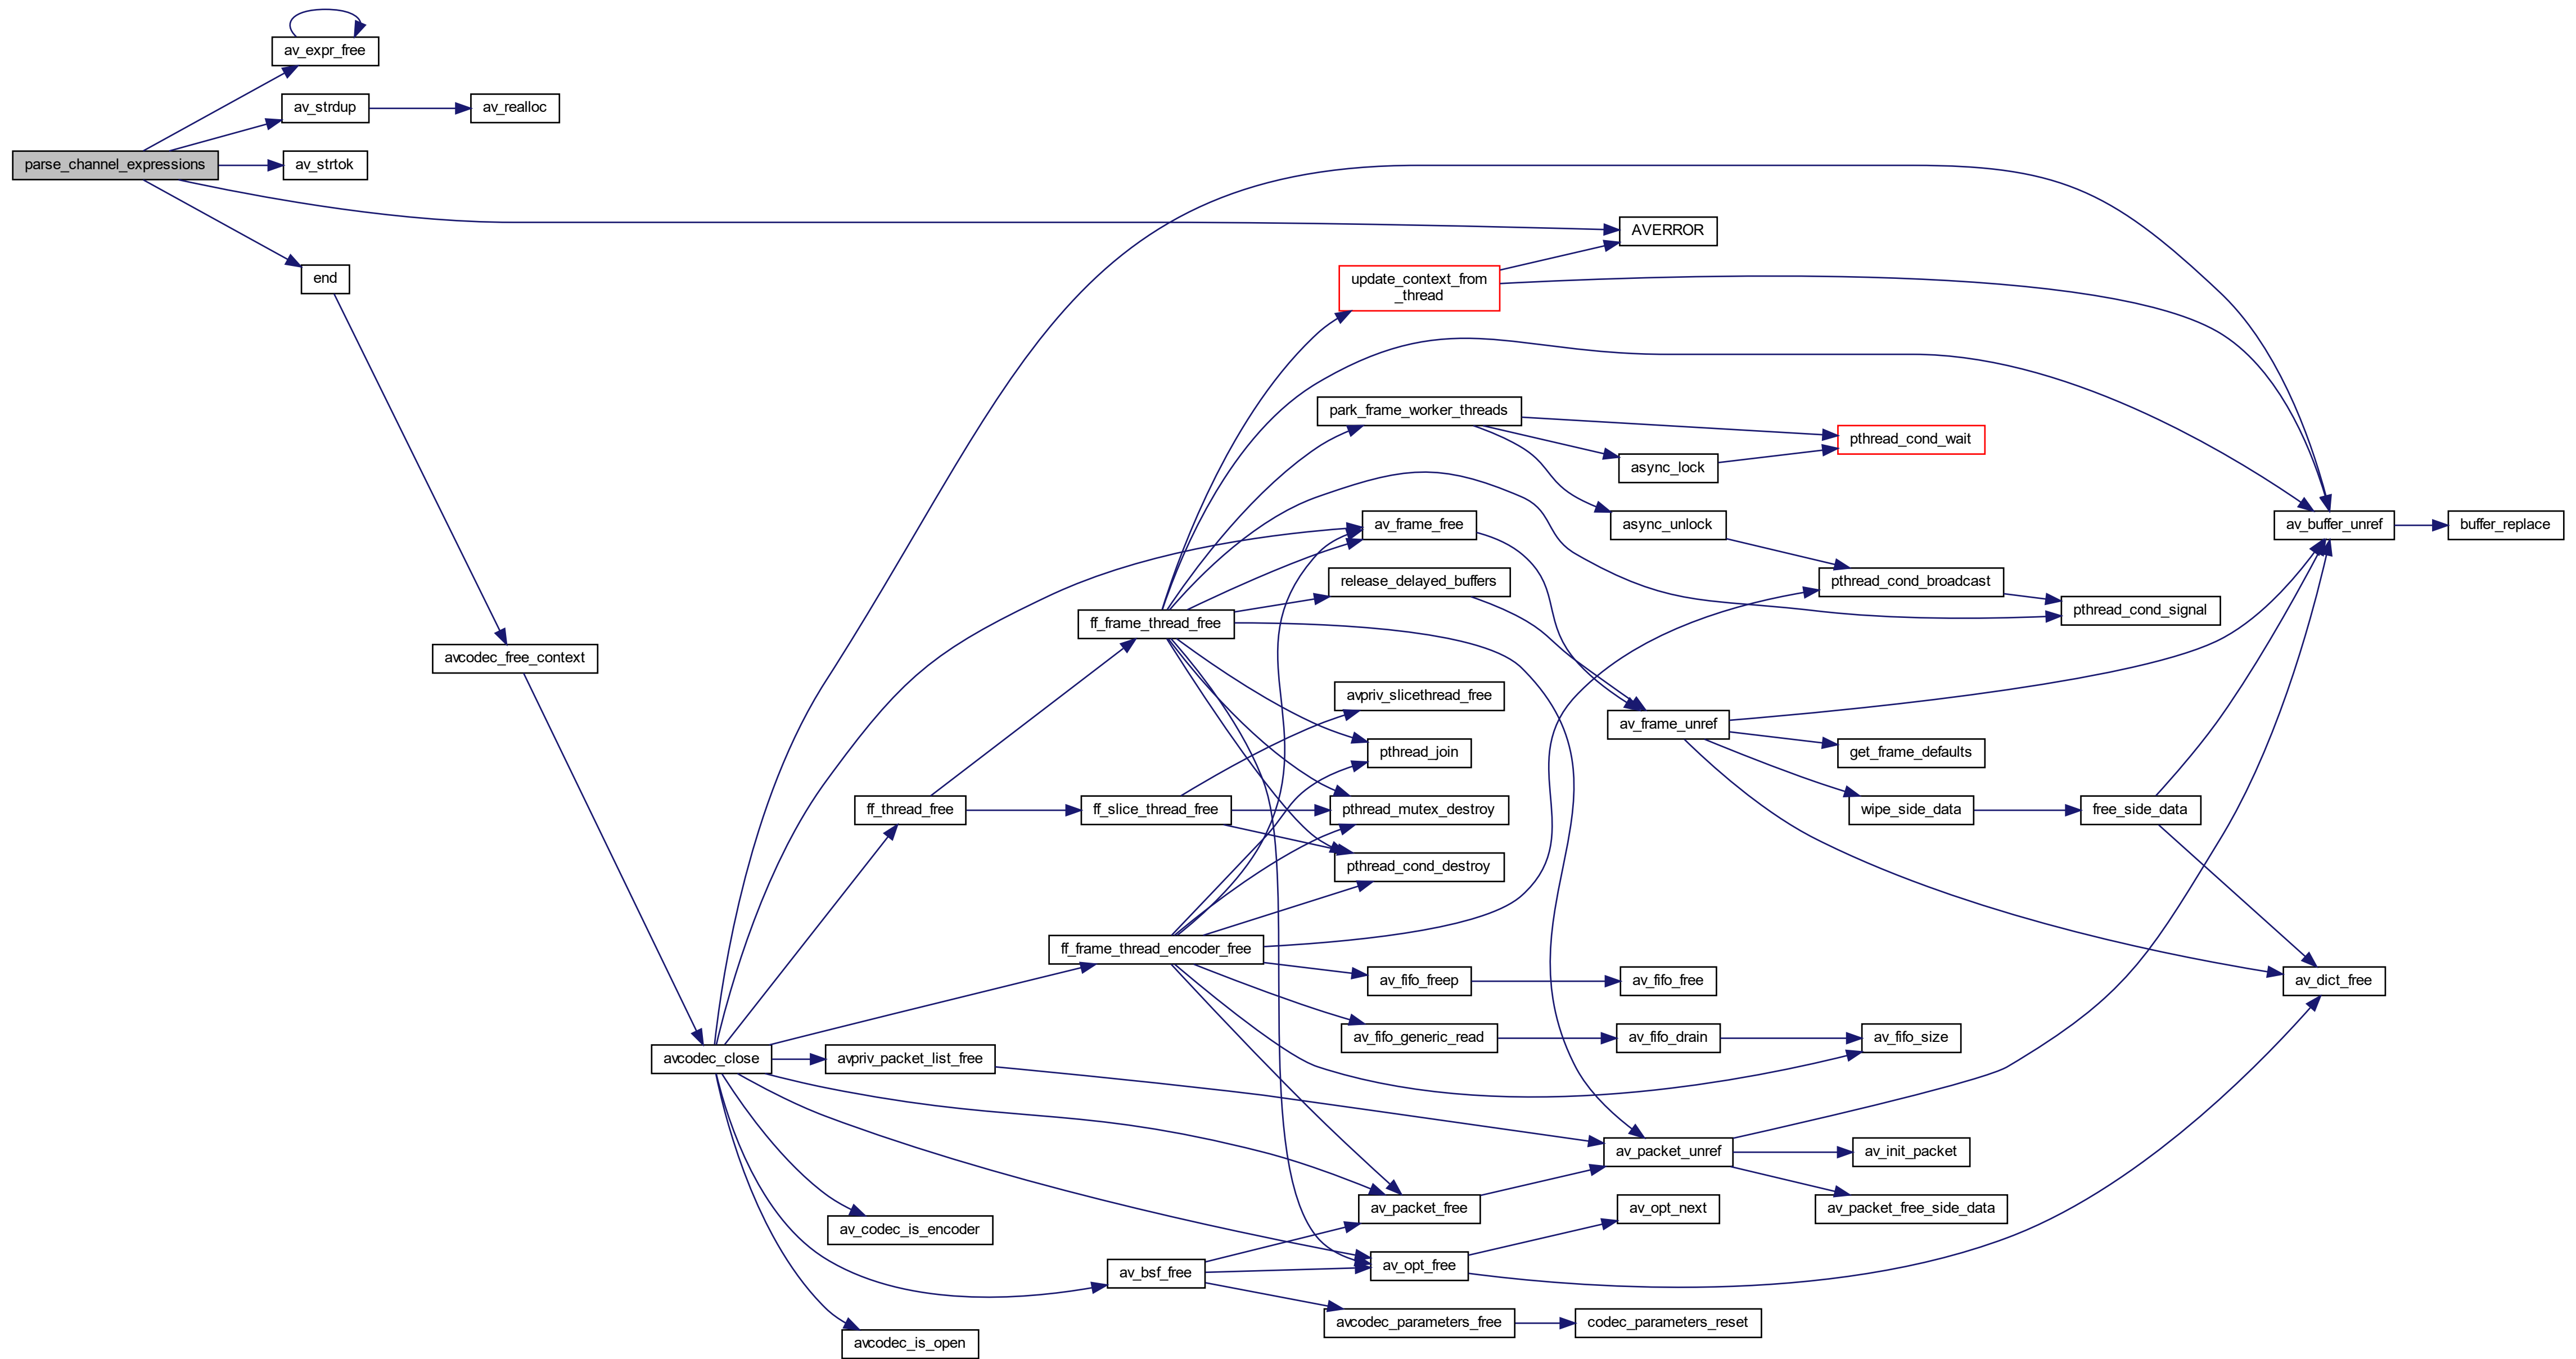 av_expr_free
av_strdup
av_realloc
parse_channel_expressions
av_strtok
AVERROR
end
update_context_from
_thread
park_frame_worker_threads
pthread_cond_wait
async_lock
av_frame_free
async_unlock
av_buffer_unref
buffer_replace
release_delayed_buffers
pthread_cond_broadcast
pthread_cond_signal
ff_frame_thread_free
avcodec_free_context
avpriv_slicethread_free
av_frame_unref
pthread_join
get_frame_defaults
ff_thread_free
ff_slice_thread_free
pthread_mutex_destroy
wipe_side_data
free_side_data
pthread_cond_destroy
ff_frame_thread_encoder_free
av_fifo_freep
av_fifo_free
av_dict_free
av_fifo_generic_read
av_fifo_drain
av_fifo_size
avcodec_close
avpriv_packet_list_free
av_packet_unref
av_init_packet
av_packet_free
av_opt_next
av_packet_free_side_data
av_codec_is_encoder
av_bsf_free
av_opt_free
avcodec_parameters_free
codec_parameters_reset
avcodec_is_open